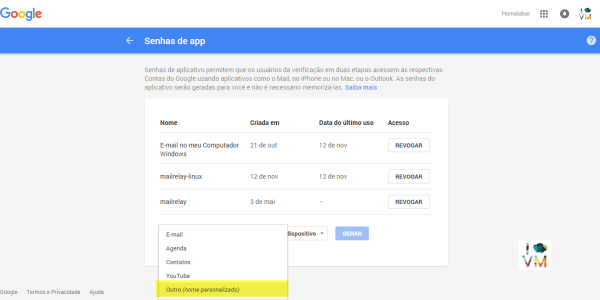 Google
Homelaber
Senhas de app
Senhas de aplicativo permitem que os usuários da verificação em duas etapas acessem as respectivas
Contas do Google usando aplicativos como o Mail, no iPhone ou no Mac, ou o Outlook. As senhas do
aplicativo serão geradas para você e não é necessário memorizá-las. Saiba mais
Nome Criada em Data do último uso Acesso
E-mail no meu Computador
Windows
21 de out 12 de nov REVOGAR
mailrelay-linux 12 de nov 12 de nov REVOGAR
mailrelay 3 de mai – REVOGAR
E-mail
dispositivo GERAR
Agenda
Contatos
YouTube
Outro (nome personalizado)
I
VM
Google Termos e Privacidade Ajuda